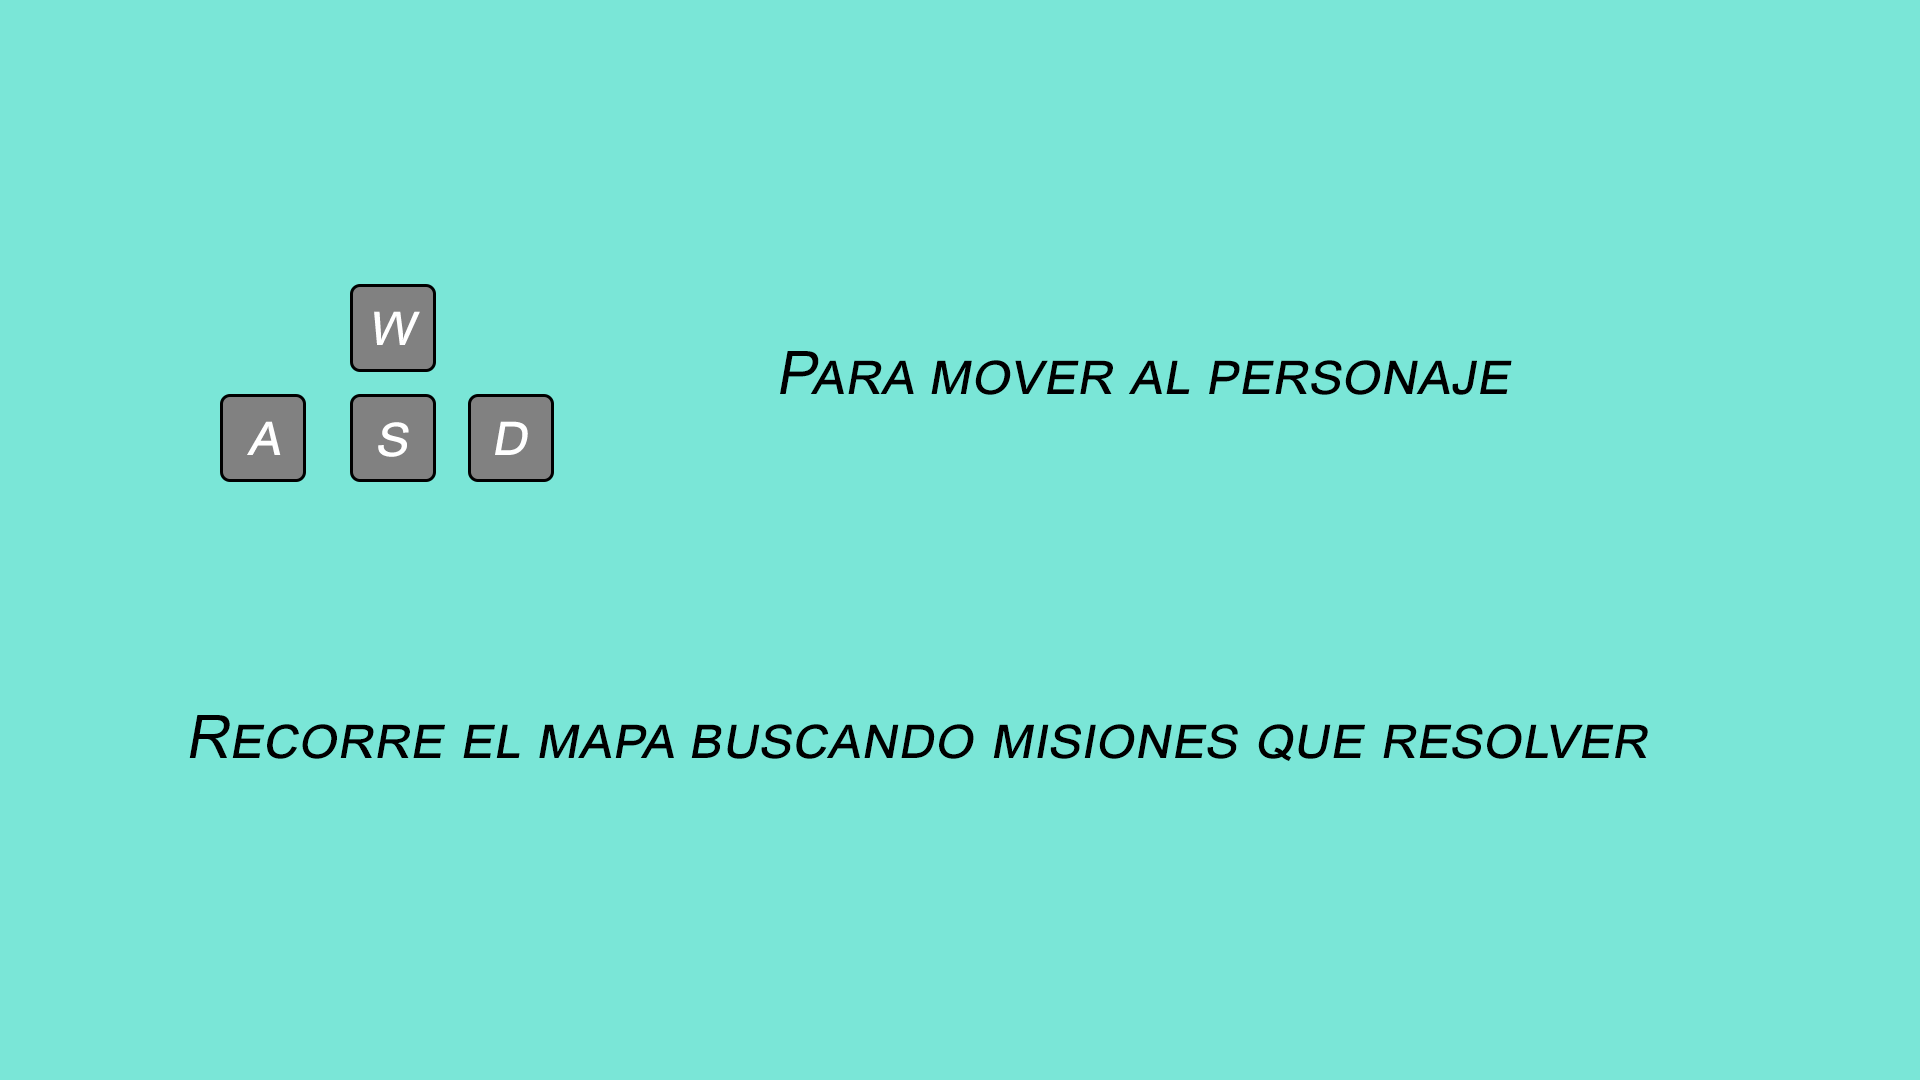 W
A S D
Para mover al personaje
Recorre el mapa buscando misiones que resolver